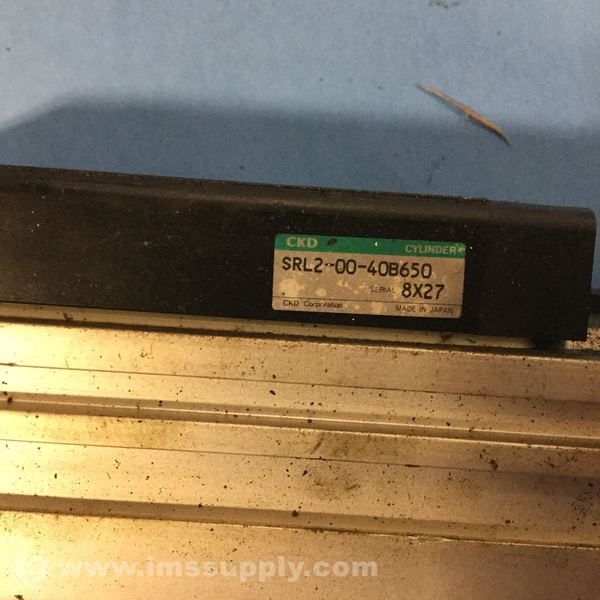 CKD CYLINDER
SRL2-00-40B650
SERIAL 8X27
CKD Corporation MADE IN JAPAN
www.imssupply.com